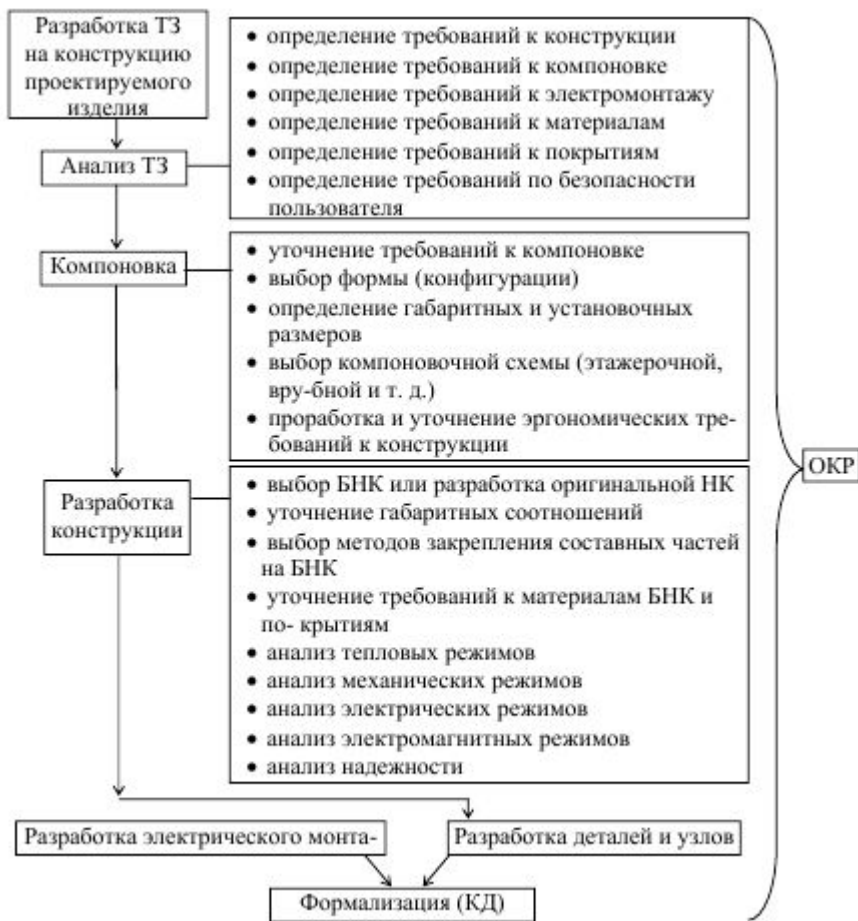 Разработка ТЗ
на конструкцию
проектируемого
изделия
• определение требований к конструкции
• определение требований к компоновке
• определение требований к электромонтажу
• определение требований к материалам
• определение требований к покрытиям
• определение требований по безопасности
пользователя
Анализ ТЗ
• уточнение требований к компоновке
• выбор формы (конфигурации)
• определение габаритных и установочных
размеров
• выбор компоновочной схемы (этажерочной,
вру-бной и т. д.)
• проработка и уточнение эргономических тре-
бований к конструкции
Компоновка
• выбор БНК или разработка оригинальной НК
• уточнение габаритных соотношений
• выбор методов закрепления составных частей
на БНК
• уточнение требований к материалам БНК и
по- крытиям
• анализ тепловых режимов
• анализ механических режимов
• анализ электрических режимов
• анализ электромагнитных режимов
• анализ надежности
Разработка
конструкции
ОКР
Разработка электрического монта-
Разработка деталей и узлов
Формализация (КД)